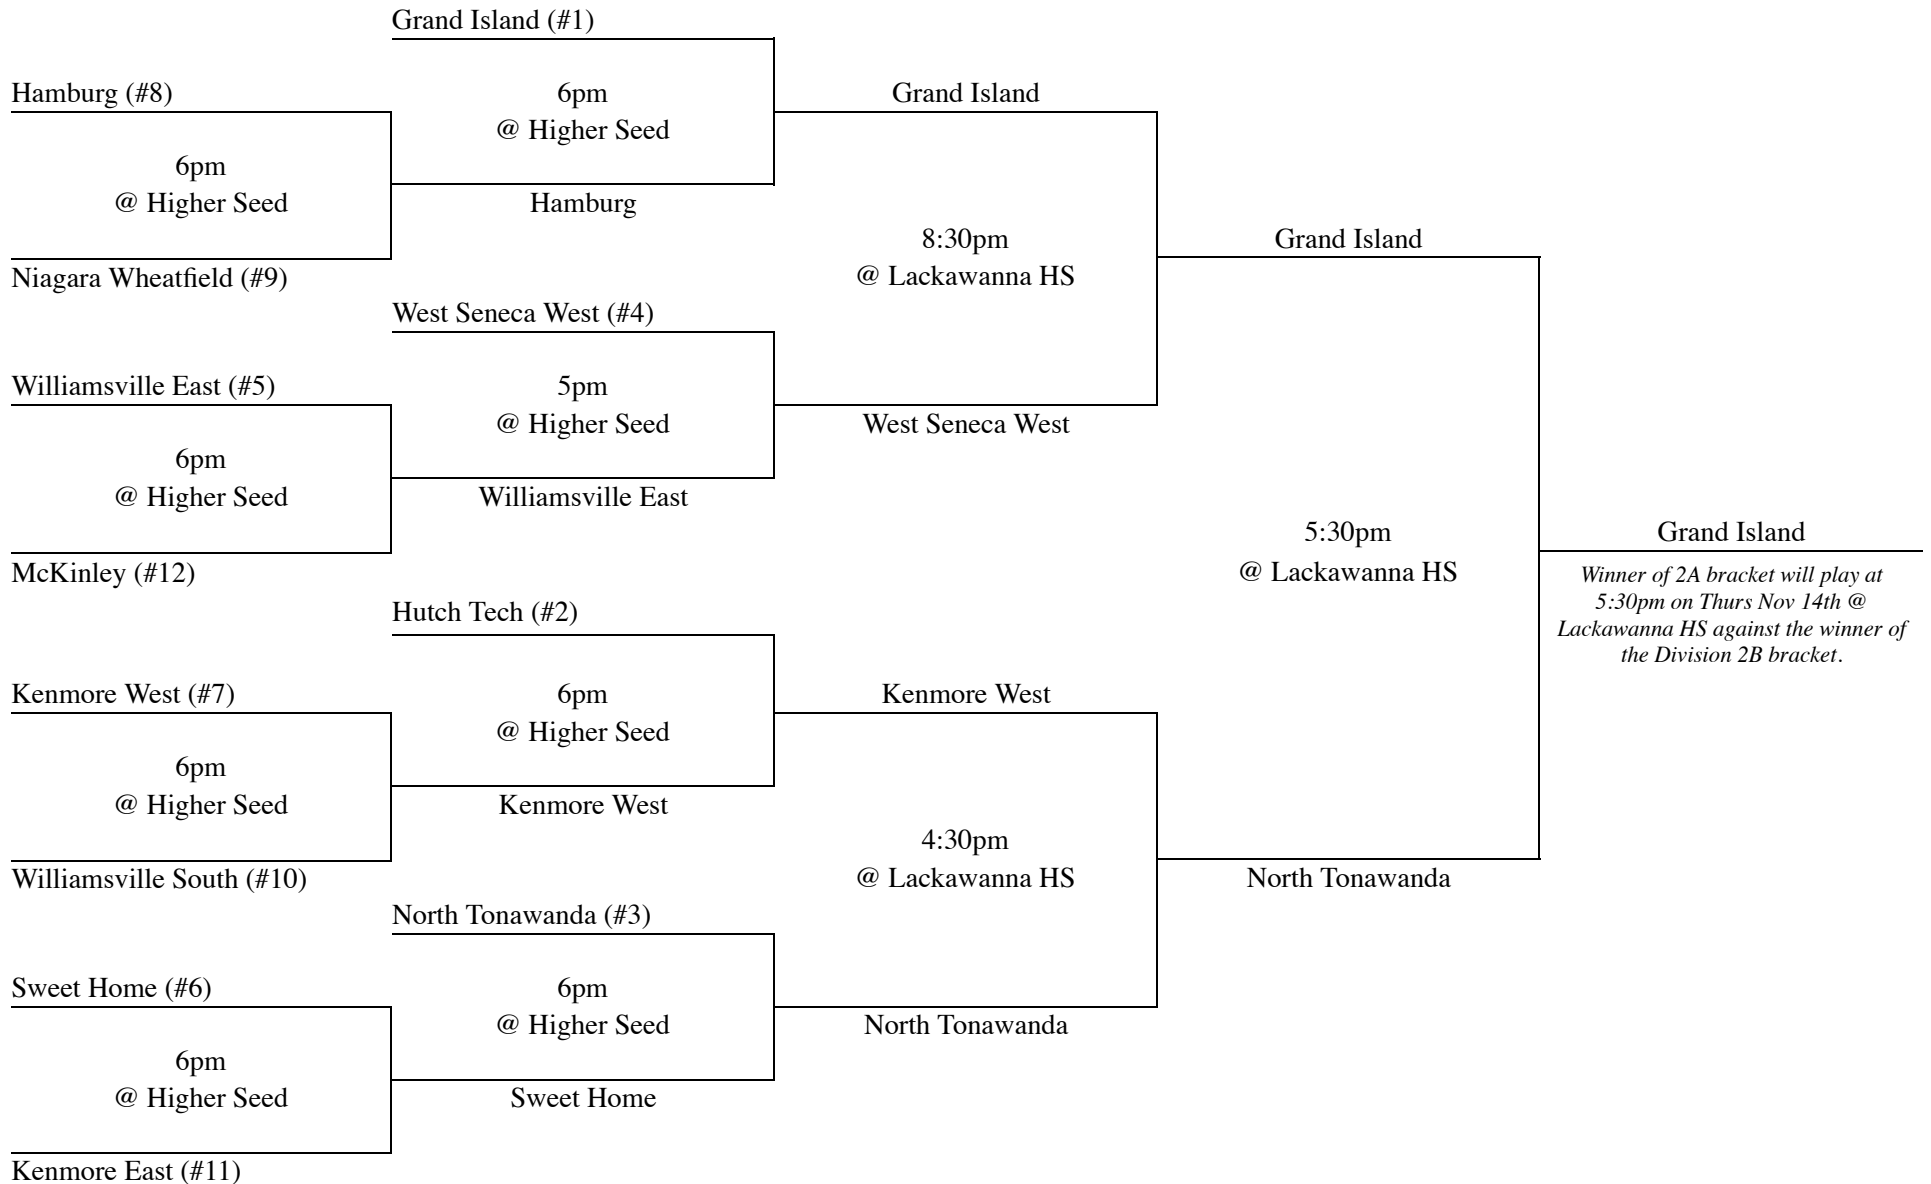 Grand Island (#1)
Hamburg (#8)
6pm
@ Higher Seed
Grand Island
6pm
@ Higher Seed
Hamburg
Niagara Wheatfield (#9)
8:30pm
@ Lackawanna HS
Grand Island
West Seneca West (#4)
Williamsville East (#5)
5pm
@ Higher Seed
West Seneca West
6pm
@ Higher Seed
Williamsville East
McKinley (#12)
5:30pm
@ Lackawanna HS
Grand Island
Winner of 2A bracket will play at
5:30pm on Thurs Nov 14th @
Lackawanna HS against the winner of
the Division 2B bracket.
Hutch Tech (#2)
Kenmore West (#7)
6pm
@ Higher Seed
Kenmore West
6pm
@ Higher Seed
Kenmore West
Williamsville South (#10)
4:30pm
@ Lackawanna HS
North Tonawanda
North Tonawanda (#3)
Sweet Home (#6)
6pm
@ Higher Seed
North Tonawanda
6pm
@ Higher Seed
Sweet Home
Kenmore East (#11)